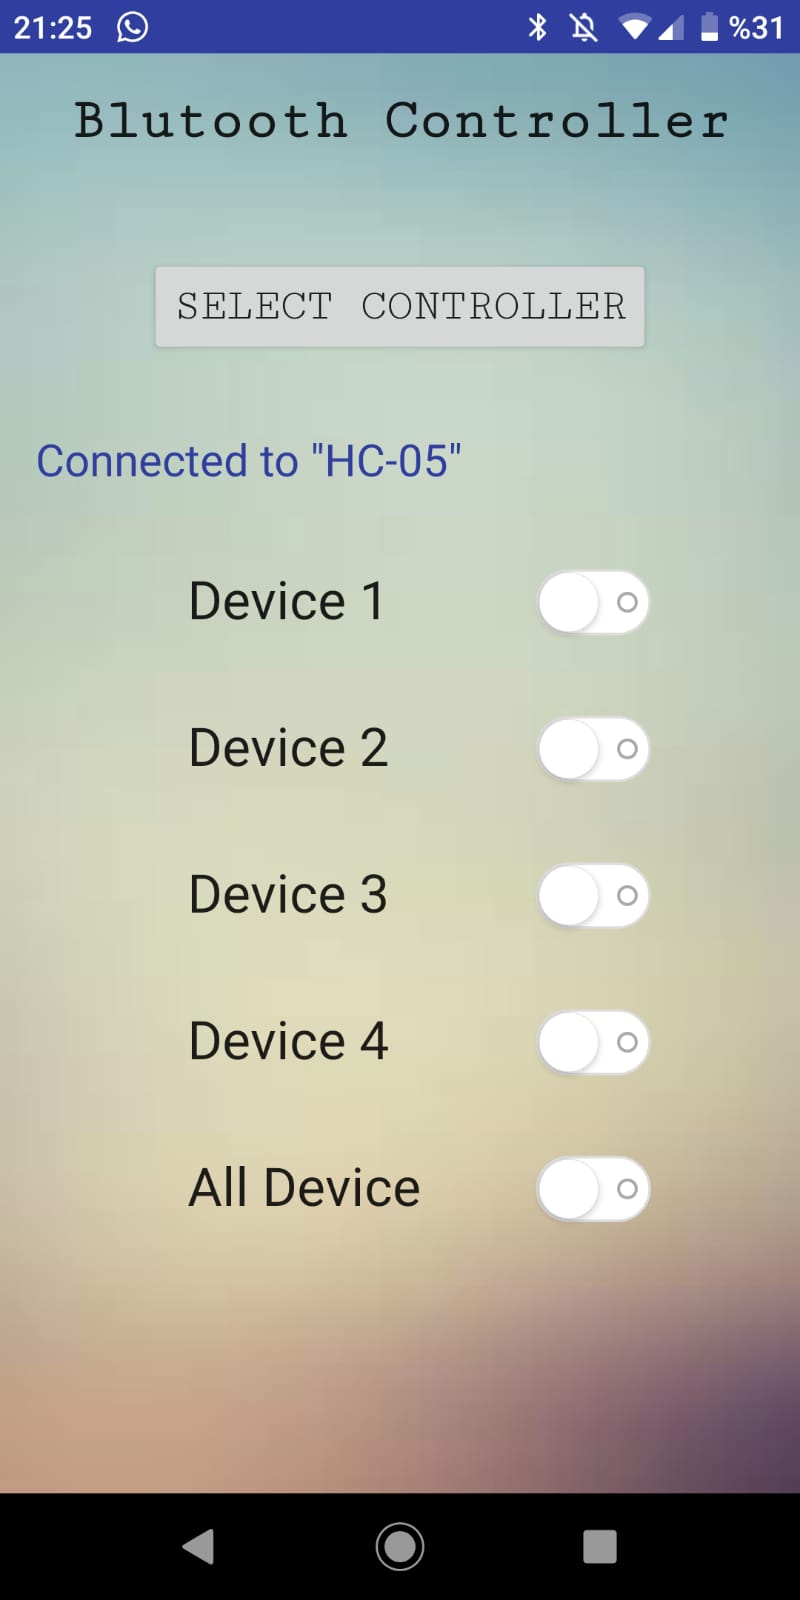 21:25 %31
Blutooth Controller
SELECT CONTROLLER
Connected to "HC-05"
Device 1
Device 2
Device 3
Device 4
All Device